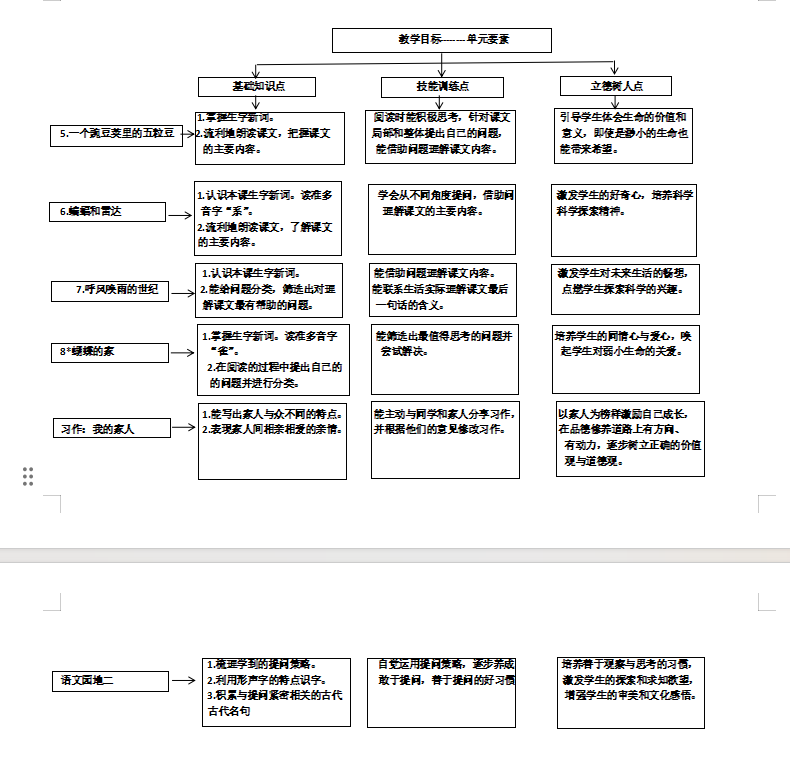 教学目标-------单元要素
基础知识点
技能训练点
立德树人点
5.一个豌豆荚里的五粒豆
1.掌握生字新词。
2.流利地朗读课文，把握课文
的主要内容。
阅读时能积极思考，针对课文
局部和整体提出自己的问题，
能借助问题理解课文内容。
引导学生体会生命的价值和
意义，即使是渺小的生命也
能带来希望。
6.蝙蝠和雷达
1.认识本课生字新词。读准多
音字“系”。
2.流利地朗读课文，了解课文
的主要内容。
学会从不同角度提问，借助问
理解课文的主要内容。
激发学生的好奇心，培养科学
科学探索精神。
7.呼风唤雨的世纪
1.认识本课生字新词。
2.能给问题分类，筛选出对理
解课文最有帮助的问题。
能借助问题理解课文内容。
能联系生活实际理解课文最后
一句话的含义。
激发学生对未来生活的畅想，
点燃学生探索科学的兴趣。
8*蝴蝶的家
1.掌握生字新词。读准多音字
“雀”。
2.在阅读的过程中提出自己的
的问题并进行分类。
能筛选出最值得思考的问题并
尝试解决。
培养学生的同情心与爱心，唤
起学生对弱小生命的关爱。
习作：我的家人
1.能写出家人与众不同的特点。
2.表现家人间相亲相爱的亲情。
能主动与同学和家人分享习作，
并根据他们的意见修改习作。
以家人为榜样激励自己成长，
在品德修养道路上有方向、
有动力，逐步树立正确的价值
观与道德观。
语文园地二
1.梳理学到的提问策略。
2.利用形声字的特点识字。
3.积累与提问紧密相关的古代
古代名句
自觉运用提问策略，逐步养成
敢于提问，善于提问的好习惯
培养善于观察与思考的习惯，
激发学生的探索和求知欲望，
增强学生的审美和文化感悟。